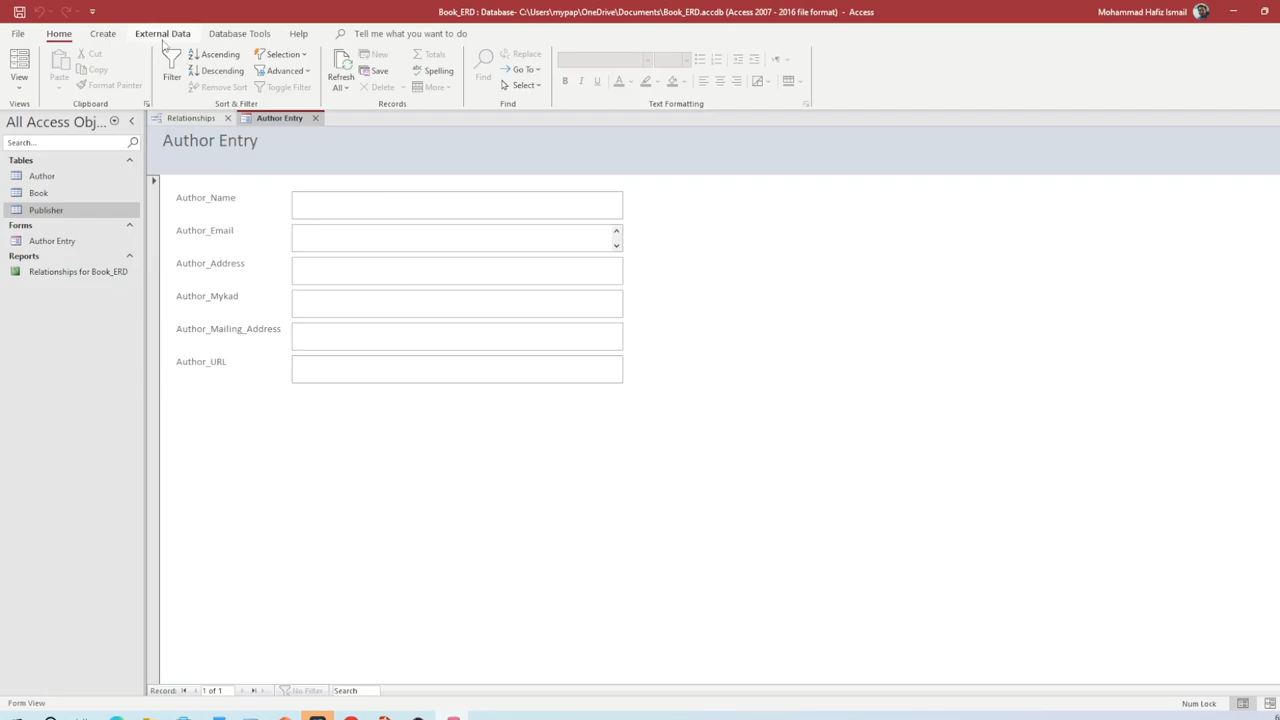 Book_ERD : Database- C:\Users\mypap\OneDrive\Documents\Book_ERD.accdb (Access 2007 - 2016 file format) - Access
Mohammad Hafiz Ismail
File Home Create External Data Database Tools Help Tell me what you want to do
View
Paste
Cut
Copy
Format Painter
Filter
Ascending
Descending
Remove Sort
Selection
Advanced
Toggle Filter
Refresh
All
New
Save
Delete
Totals
Spelling
More
Find
Replace
Go To
Select
B I U A
Views Clipboard Sort & Filter Records Find Text Formatting
All Access Obj...
Search...
Tables
Author
Book
Publisher
Forms
Author Entry
Reports
Relationships for Book_ERD
Relationships Author Entry
Author Entry
Author_Name
Author_Email
Author_Address
Author_Mykad
Author_Mailing_Address
Author_URL
Record: 1 of 1 No Filter Search
Form View
Num Lock